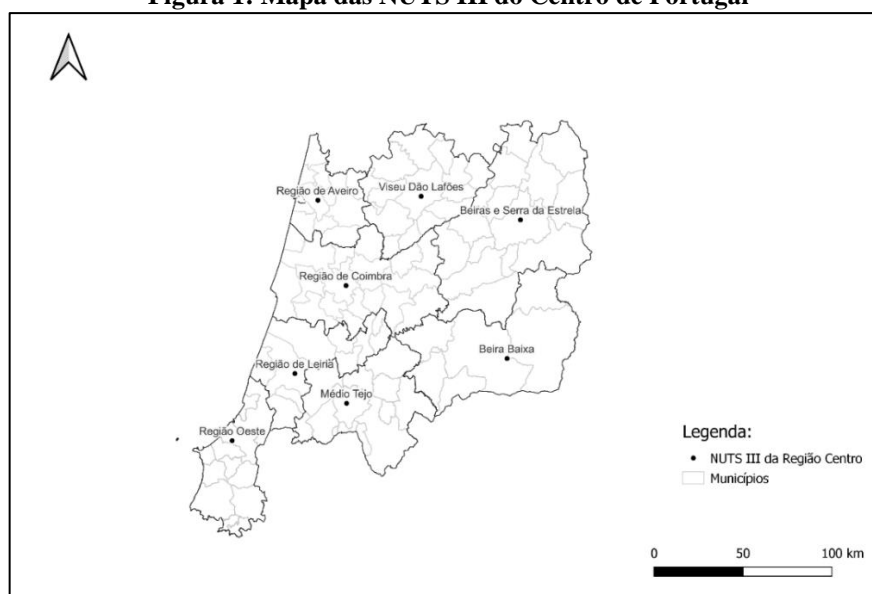 Figura 1: Mapa das NUTS III do Centro de Portugal
Região de Aveiro
Viseu Dão Lafões
Beiras e Serra da Estrela
Região de Coimbra
Beira Baixa
Região de Leiria
Médio Tejo
Região Oeste
Legenda:
NUTS III da Região Centro
Municípios
0 50 100 km